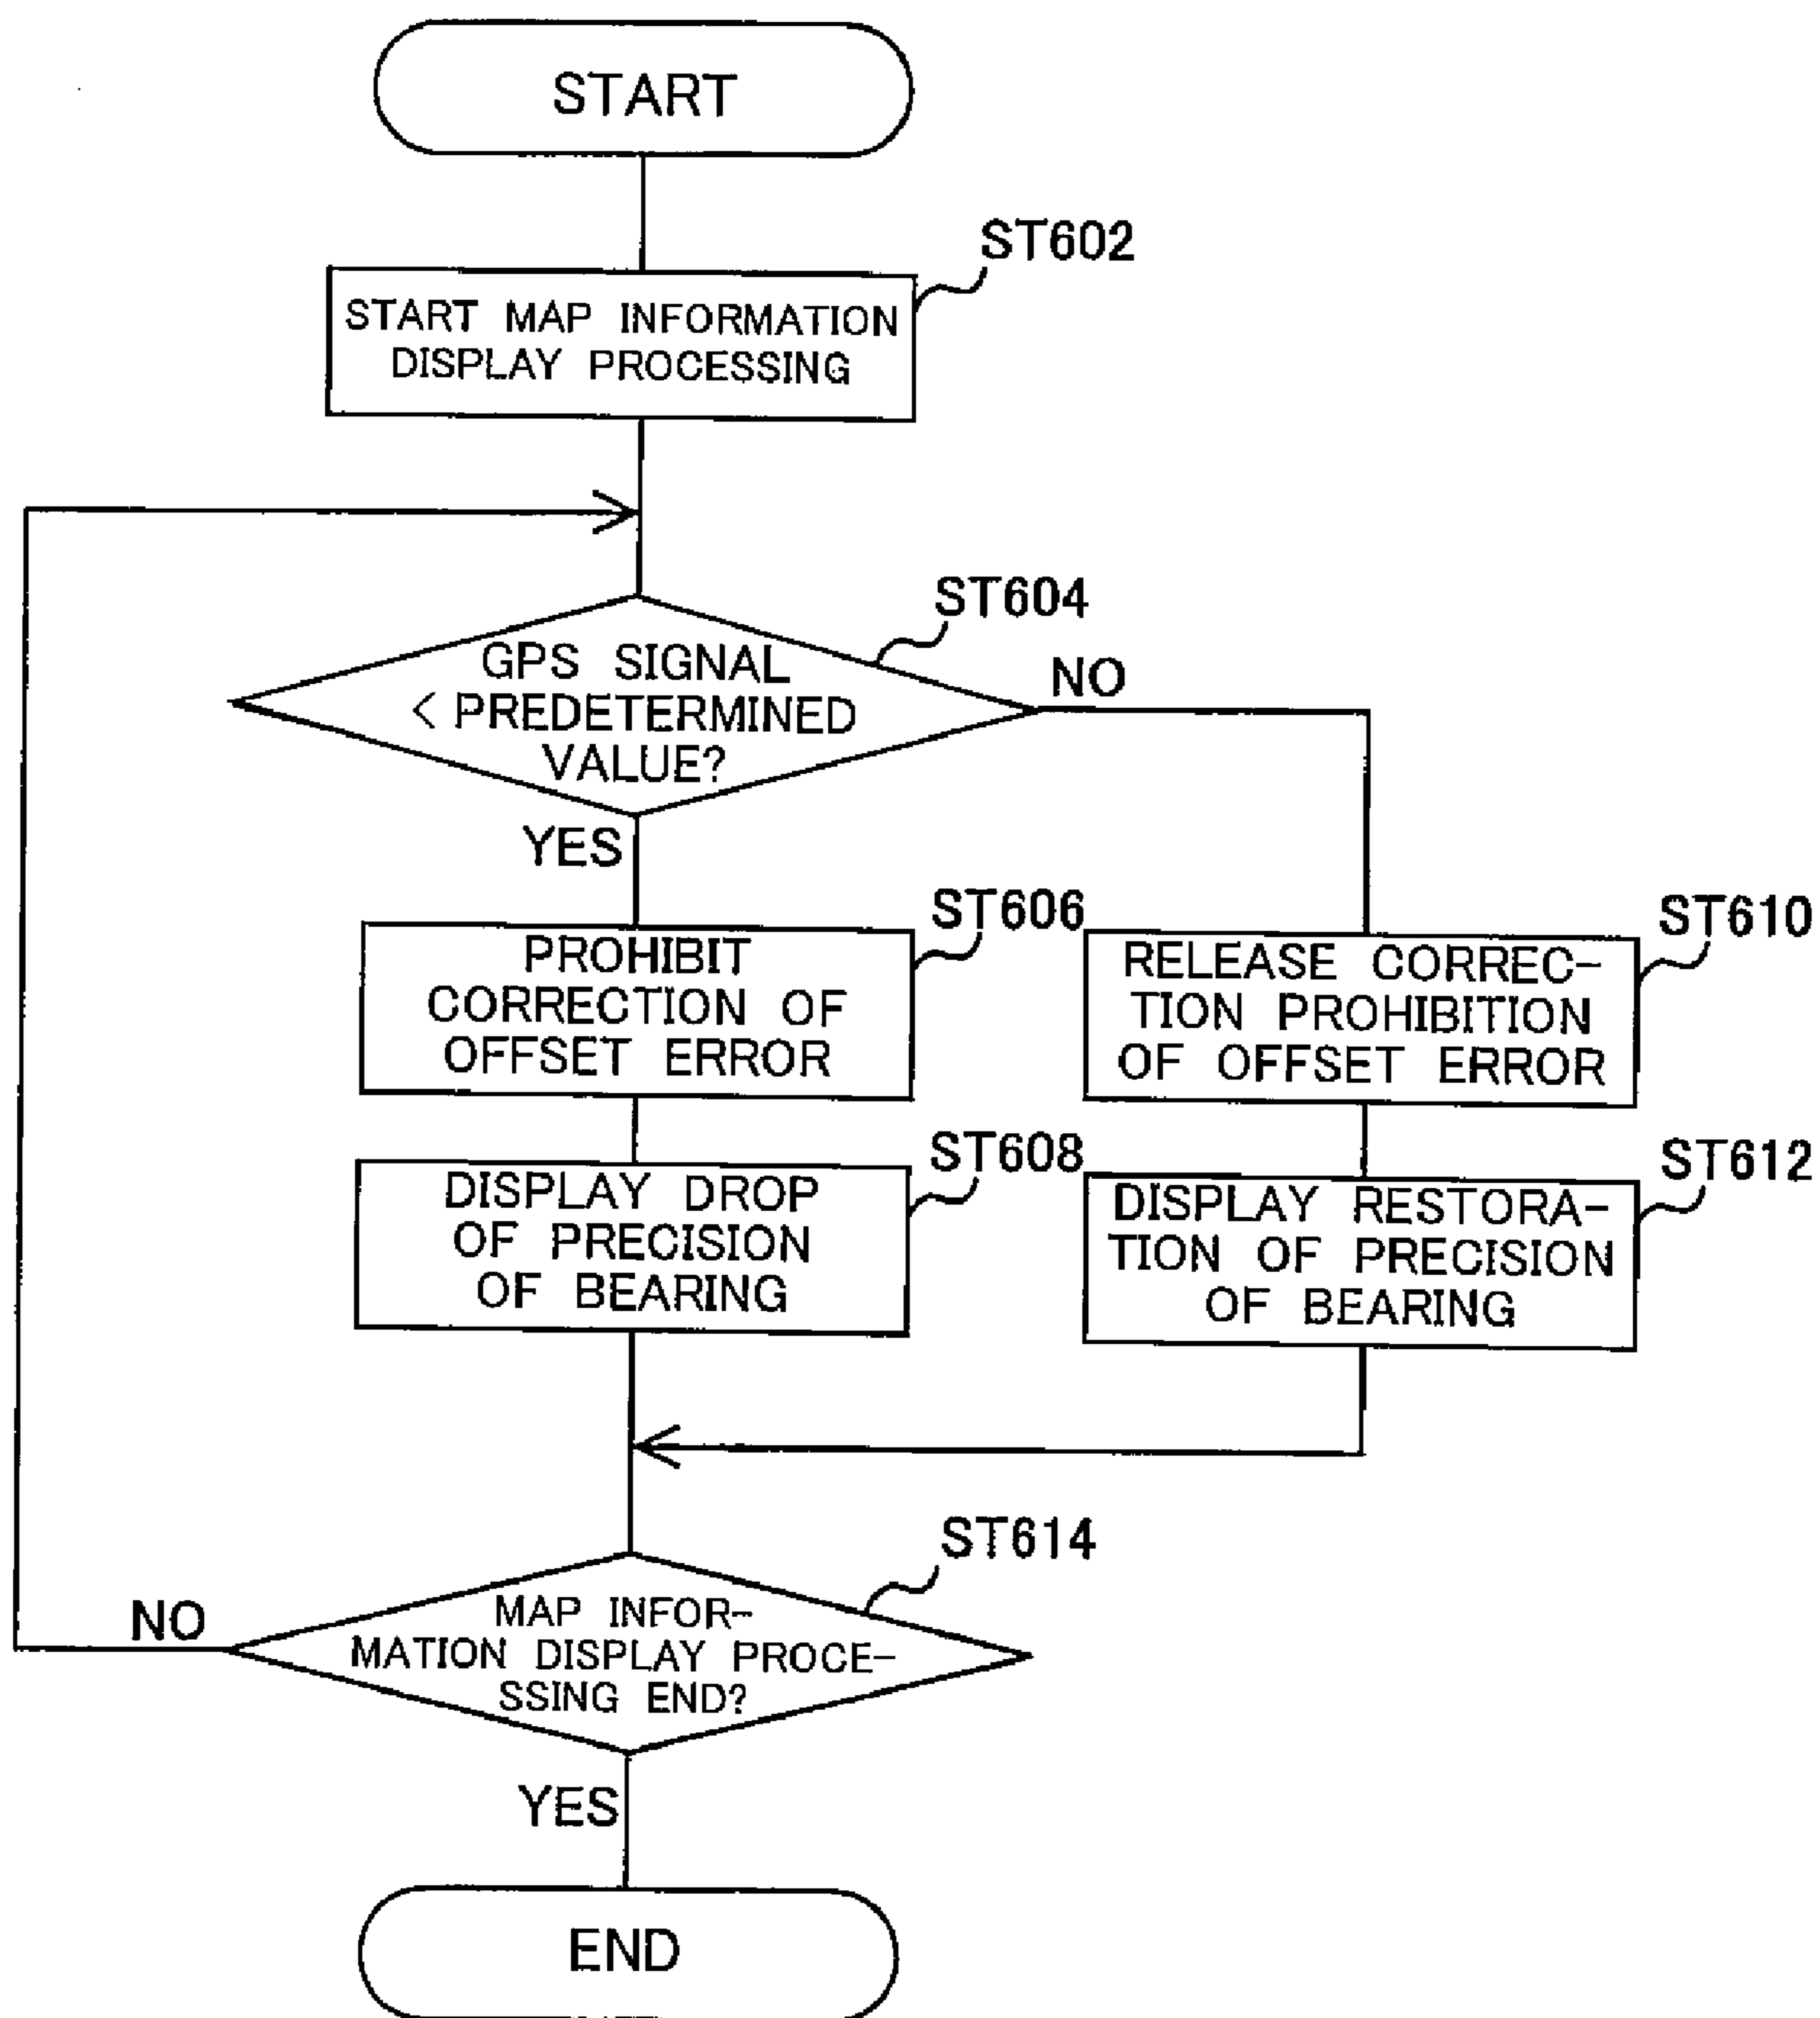 START
ST602
START MAP INFORMATION
DISPLAY PROCESSING
ST604
GPS SIGNAL
< PREDETERMINED
VALUE?
NO
YES
ST606
PROHIBIT
CORRECTION OF
OFFSET ERROR
ST610
RELEASE CORREC-
TION PROHIBITION
OF OFFSET ERROR
ST608
DISPLAY DROP
OF PRECISION
OF BEARING
ST612
DISPLAY RESTORA-
TION OF PRECISION
OF BEARING
ST614
MAP INFOR-
MATION DISPLAY PROCE-
SSING END?
NO
YES
END